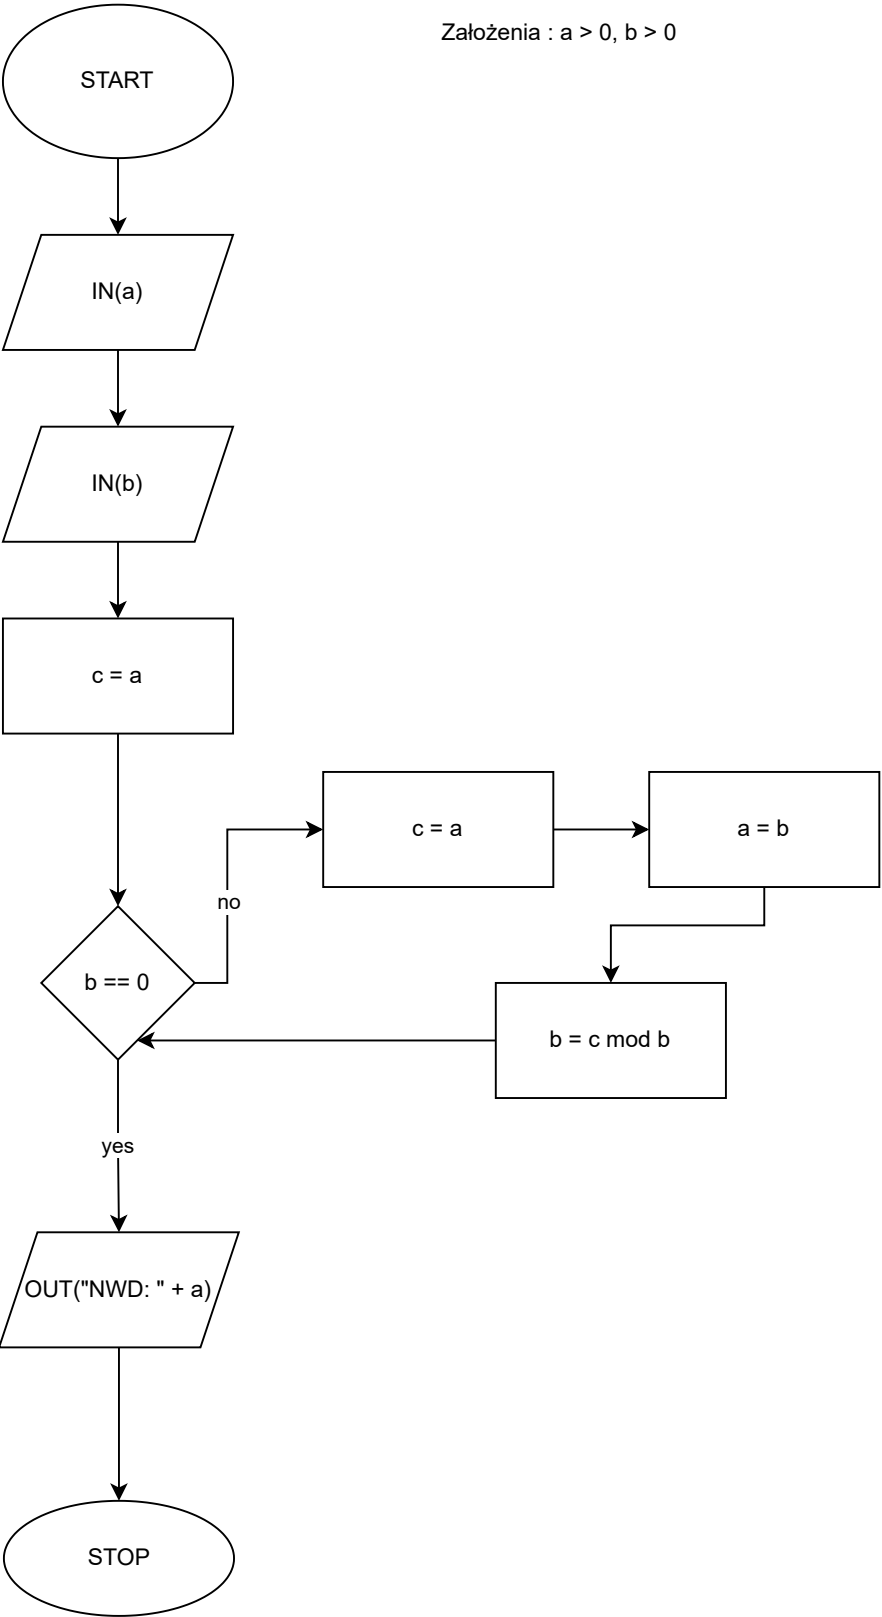 Założenia : a > 0, b > 0
START
IN(a)
IN(b)
c = a
c = a
a = b
no
b == 0
b = c mod b
yes
OUT("NWD: " + a)
STOP